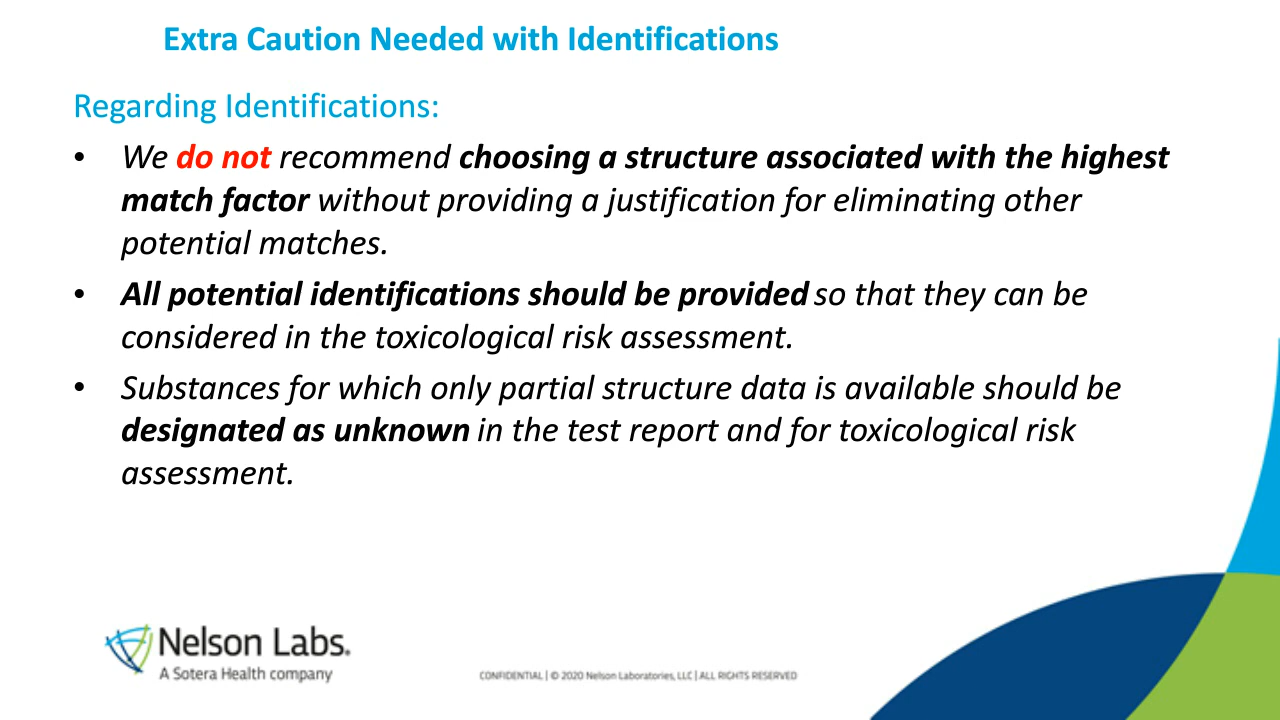 Extra Caution Needed with Identifications
Regarding Identifications:
• We do not recommend choosing a structure associated with the highest
match factor without providing a justification for eliminating other
potential matches.
• All potential identifications should be provided so that they can be
considered in the toxicological risk assessment.
• Substances for which only partial structure data is available should be
designated as unknown in the test report and for toxicological risk
assessment.
Nelson Labs.
A Sotera Health company
CONFIDENTIAL | © 2020 Nelson Laboratories, LLC | ALL RIGHTS RESERVED